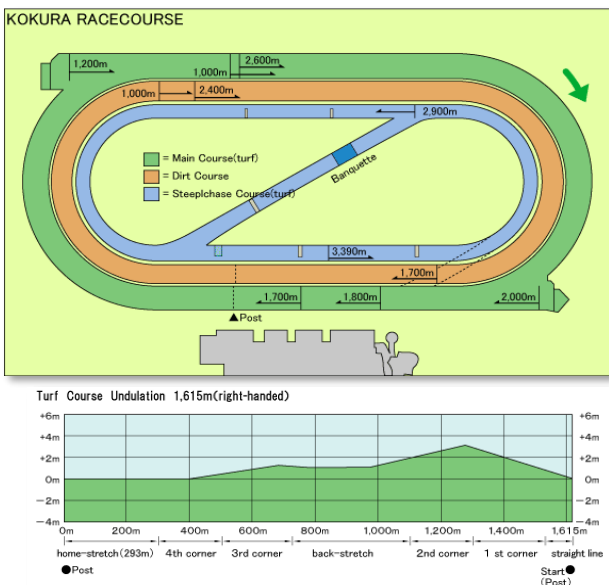 KOKURA RACECOURSE
1,200m
2,600m
1,000m
1,000m
2,400m
2,900m
= Main Course(turf)
= Dirt Course
= Steeplchase Course(turf)
Banquette
3,390m
1,700m
1,700m
1,800m
2,000m
▲Post
Turf Course Undulation 1,615m(right-handed)
+6m +6m
+4m +4m
+2m +2m
0m 0m
−2m −2m
−4m −4m
0m 200m 400m 600m 800m 1,000m 1,200m 1,400m 1,615m
home-stretch(293m) 4th corner 3rd corner back-stretch 2nd corner 1 st corner straight line
●Post Start●
(Post)